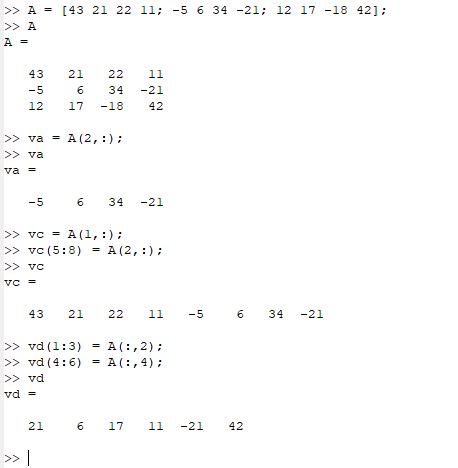 >> A = [43 21 22 11; -5 6 34 -21; 12 17 -18 42];
>> A
A =
43 21 22 11
-5 6 34 -21
12 17 -18 42
>> va = A(2,:);
>> va
va =
-5 6 34 -21
>> vc = A(1,:);
>> vc(5:8) = A(2,:);
>> vc
vc =
43 21 22 11 -5 6 34 -21
>> vd(1:3) = A(:,2);
>> vd(4:6) = A(:,4);
>> vd
vd =
21 6 17 11 -21 42
>>